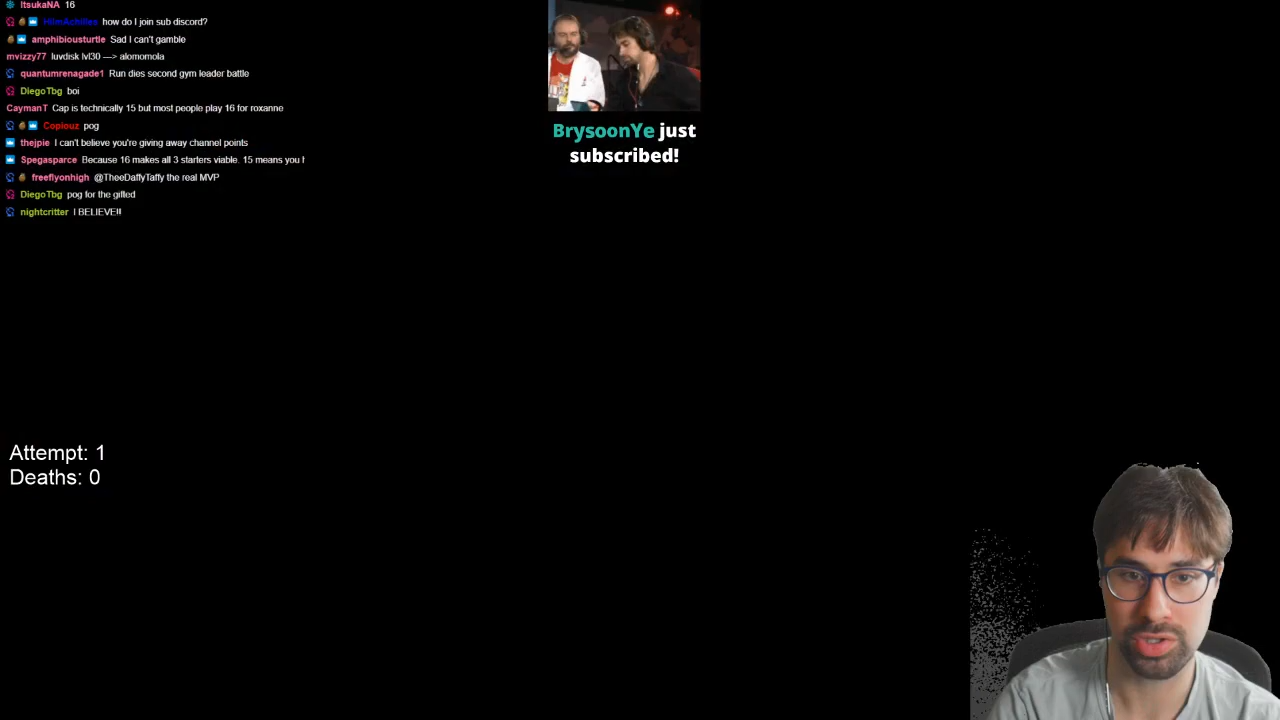 ItsukaNA 16
HiImAchilles how do I join sub discord?
amphibiousturtle Sad I can't gamble
mvizzy77 luvdisk lvl30 —> alomomola
quantumrenagade1 Run dies second gym leader battle
DiegoTbg boi
CaymanT Cap is technically 15 but most people play 16 for roxanne
Copiouz pog
thejpie I can't believe you're giving away channel points
Spegasparce Because 16 makes all 3 starters viable. 15 means you
freeflyonhigh @TheeDaffyTaffy the real MVP
DiegoTbg pog for the gifted
nightcritter I BELIEVE!!
BrysoonYe just
subscribed!
Attempt: 1
Deaths: 0